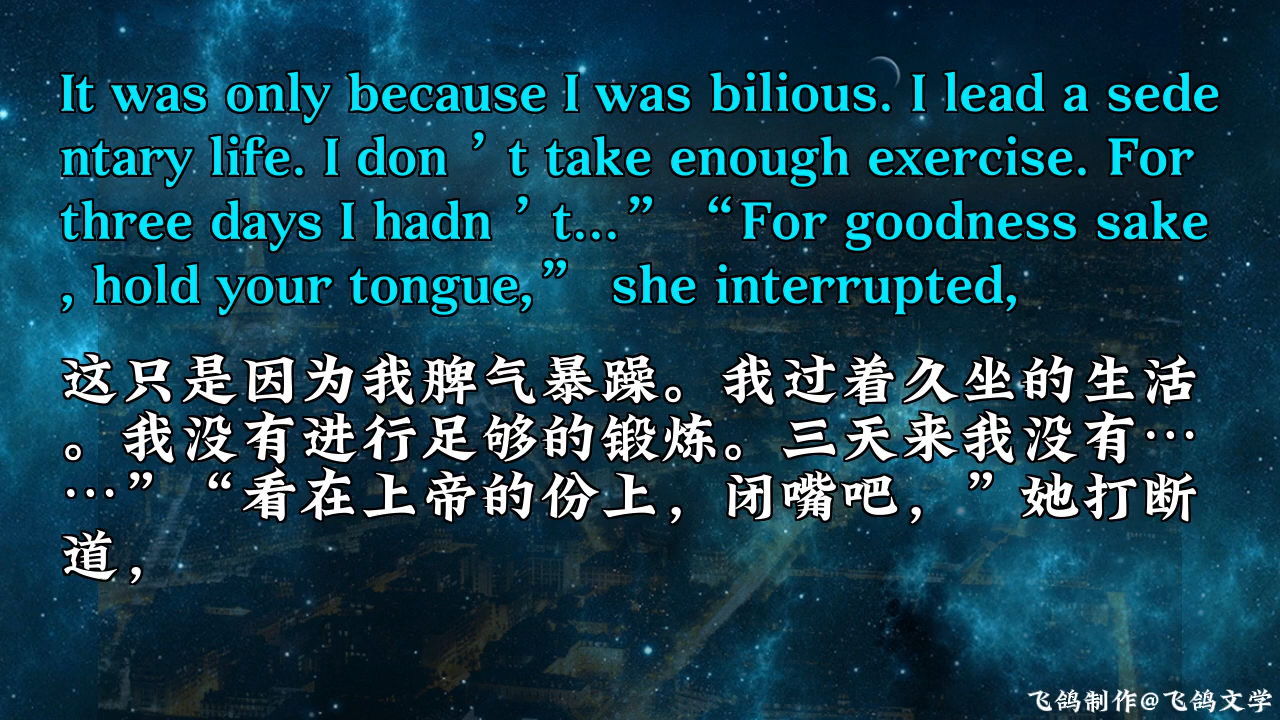 It was only because I was bilious. I lead a sede
ntary life. I don ’ t take enough exercise. For
three days I hadn ’ t...” “For goodness sake
, hold your tongue,” she interrupted,
这只是因为我脾气暴躁。我过着久坐的生活
。我没有进行足够的锻炼。三天来我没有…
…”“看在上帝的份上，闭嘴吧，”她打断
道，
飞鸽制作@飞鸽文学